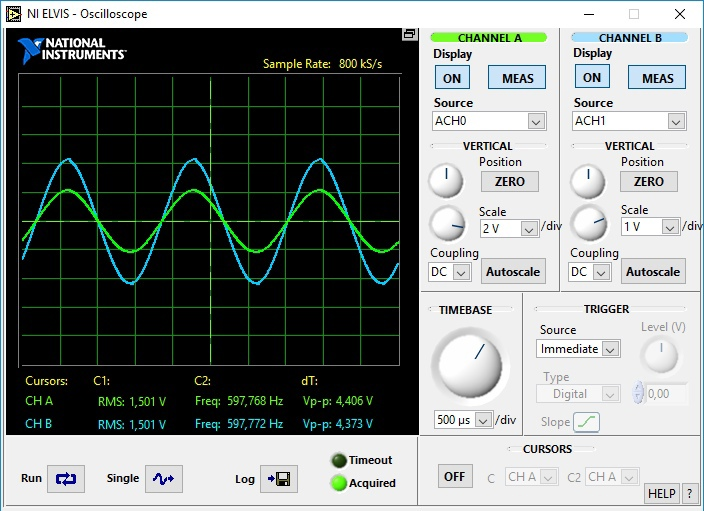 NI ELVIS - Oscilloscope
NATIONAL
INSTRUMENTS™
Sample Rate: 800 kS/s
Cursors: C1: C2: dT:
CH A RMS: 1,501 V Freq: 597,768 Hz Vp-p: 4,406 V
CH B RMS: 1,501 V Freq: 597,772 Hz Vp-p: 4,373 V
Run
Single
Log
Timeout
Acquired
CHANNEL A
Display
ON
MEAS
Source
ACH0
VERTICAL
Position
ZERO
Scale
2 V /div
Coupling
DC
Autoscale
CHANNEL B
Display
ON
MEAS
Source
ACH1
VERTICAL
Position
ZERO
Scale
1 V /div
Coupling
DC
Autoscale
TIMEBASE
500 µs /div
TRIGGER
Source
Immediate
Level (V)
Type
Digital
0,00
Slope
CURSORS
OFF
C CH A C2 CH A
HELP ?